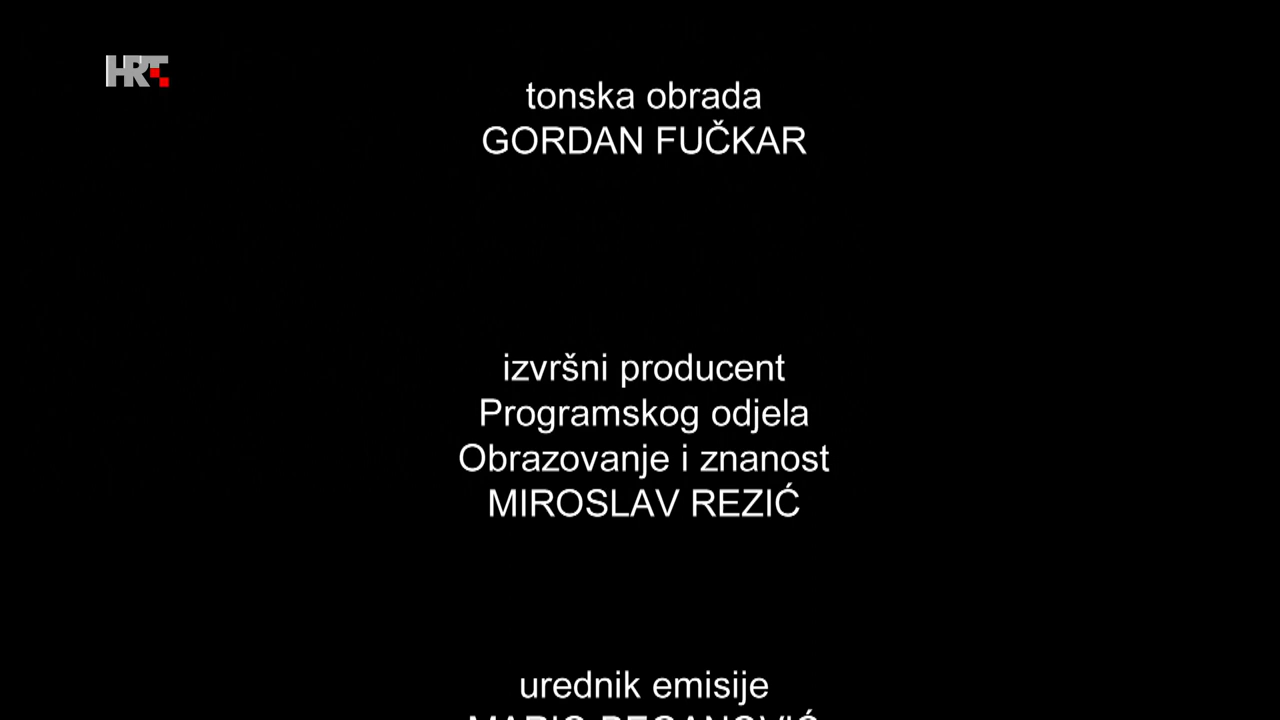 HRT
tonska obrada
GORDAN FUČKAR
izvršni producent
Programskog odjela
Obrazovanje i znanost
MIROSLAV REZIĆ
urednik emisije